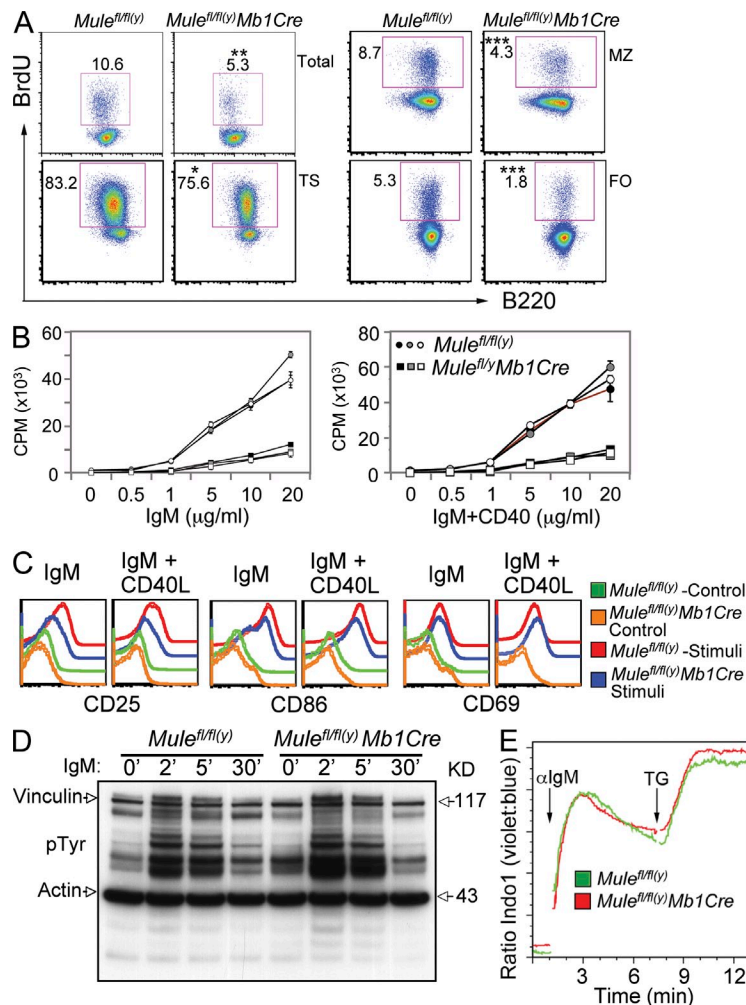 A
Mule^fl/fl(y) Mule^fl/fl(y)Mb1Cre Mule^fl/fl(y) Mule^fl/fl(y)Mb1Cre
BrdU
10.6
**
5.3
Total
8.7
***
4.3
MZ
83.2
*
75.6
TS
5.3
***
1.8
FO
B220
B
CPM (x10^3)
60
40
20
0
0 0.5 1 5 10 20
IgM (µg/ml)
CPM (x10^3)
80
60
40
20
0
Mule^fl/fl(y)
Mule^fl/yMb1Cre
0 0.5 1 5 10 20
IgM+CD40 (µg/ml)
C
IgM IgM + CD40L IgM IgM + CD40L IgM IgM + CD40L
CD25 CD86 CD69
Mule^fl/fl(y)-Control
Mule^fl/fl(y)Mb1Cre
Control
Mule^fl/fl(y)-Stimuli
Mule^fl/fl(y)Mb1Cre
Stimuli
D
Mule^fl/fl(y) Mule^fl/fl(y)Mb1Cre
IgM: 0’ 2’ 5’ 30’ 0’ 2’ 5’ 30’ KD
Vinculin
117
pTyr
Actin
43
E
Ratio Indo1 (violet:blue)
αIgM
TG
Mule^fl/fl(y)
Mule^fl/fl(y)Mb1Cre
3 6 9 12
Time (min)